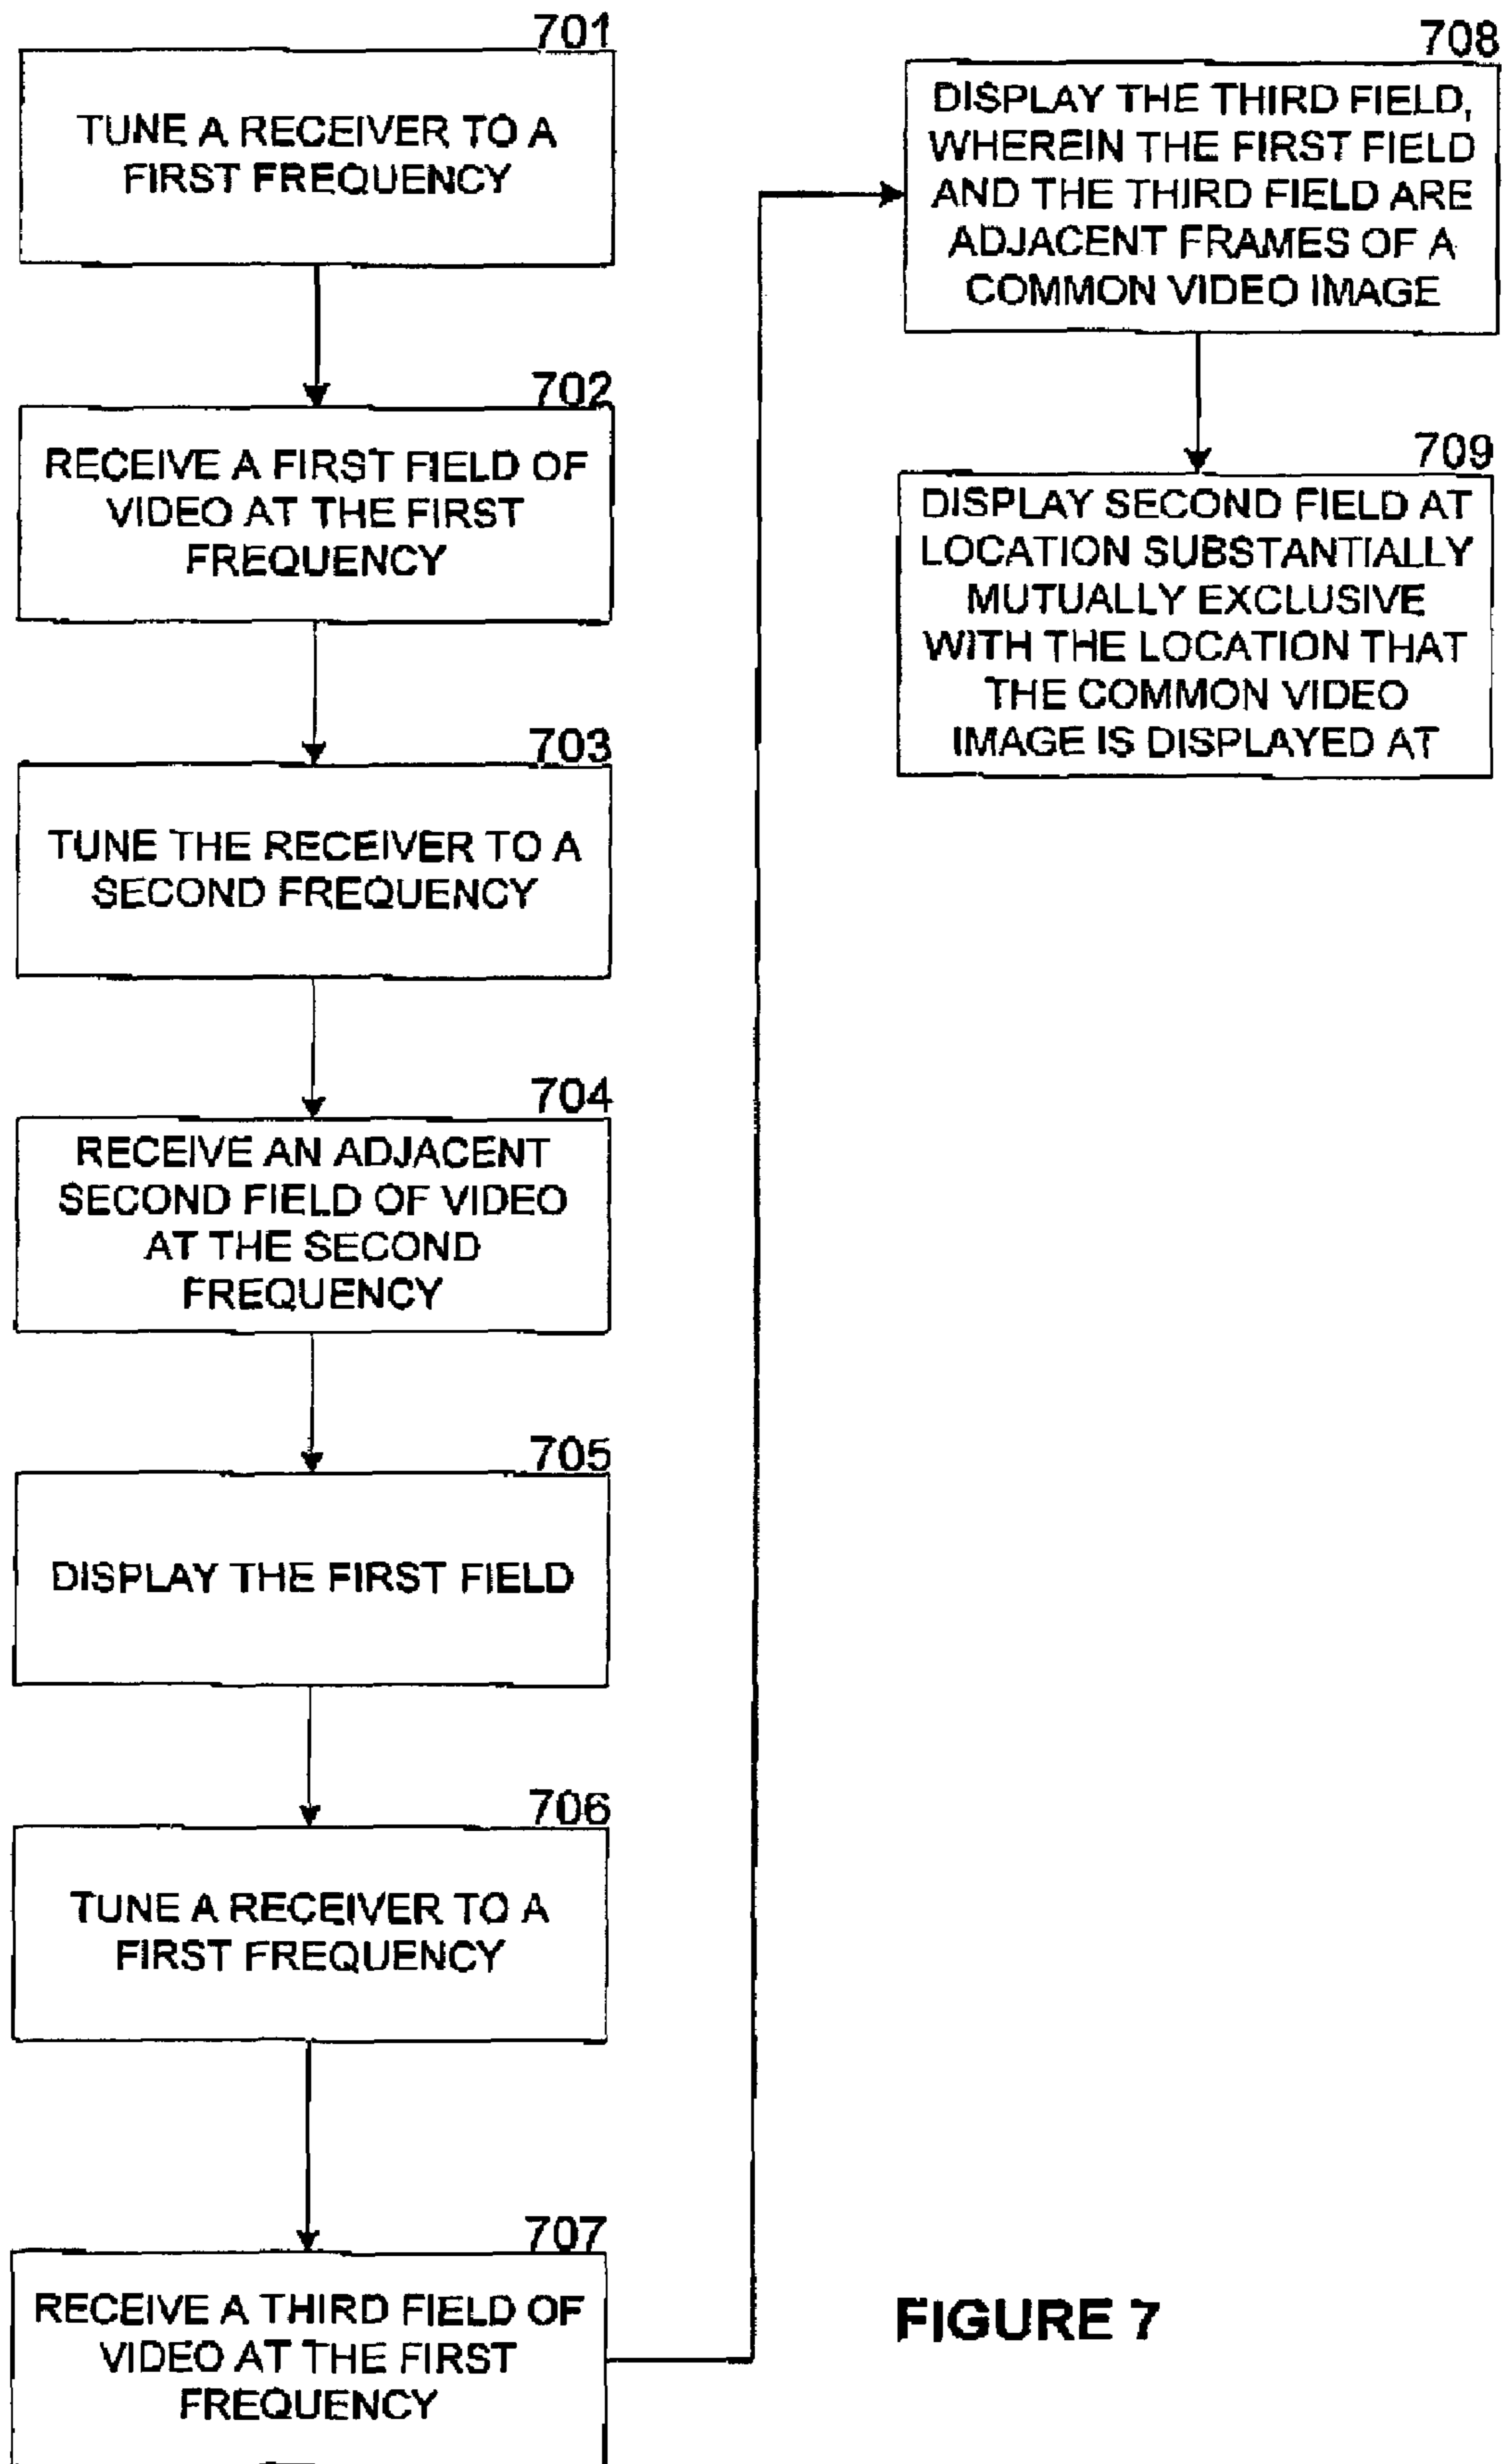 701
TUNE A RECEIVER TO A
FIRST FREQUENCY
702
RECEIVE A FIRST FIELD OF
VIDEO AT THE FIRST
FREQUENCY
703
TUNE THE RECEIVER TO A
SECOND FREQUENCY
704
RECEIVE AN ADJACENT
SECOND FIELD OF VIDEO
AT THE SECOND
FREQUENCY
705
DISPLAY THE FIRST FIELD
706
TUNE A RECEIVER TO A
FIRST FREQUENCY
707
RECEIVE A THIRD FIELD OF
VIDEO AT THE FIRST
FREQUENCY
708
DISPLAY THE THIRD FIELD,
WHEREIN THE FIRST FIELD
AND THE THIRD FIELD ARE
ADJACENT FRAMES OF A
COMMON VIDEO IMAGE
709
DISPLAY SECOND FIELD AT
LOCATION SUBSTANTIALLY
MUTUALLY EXCLUSIVE
WITH THE LOCATION THAT
THE COMMON VIDEO
IMAGE IS DISPLAYED AT
FIGURE 7